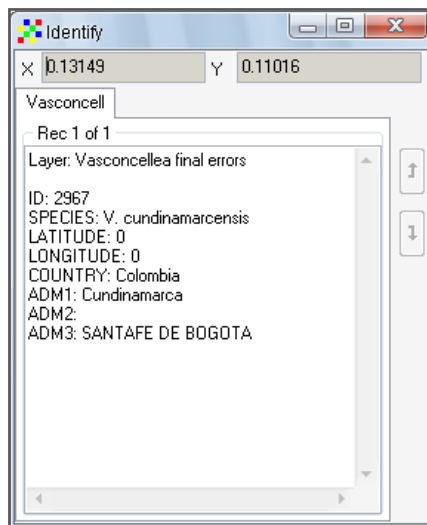 Identify
X 0.13149 Y 0.11016
Vasconcell
Rec 1 of 1
Layer: Vasconcellea final errors
ID: 2967
SPECIES: V. cundinamarcensis
LATITUDE: 0
LONGITUDE: 0
COUNTRY: Colombia
ADM1: Cundinamarca
ADM2:
ADM3: SANTAFE DE BOGOTA